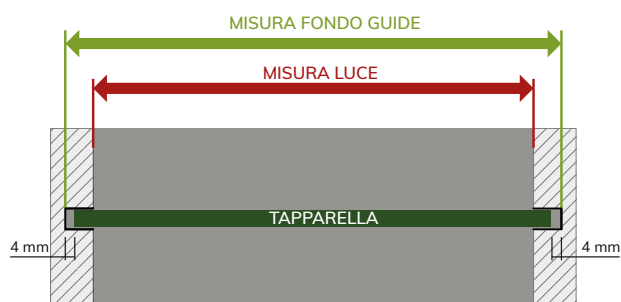 MISURA FONDO GUIDE
MISURA LUCE
TAPPARELLA
4 mm
4 mm